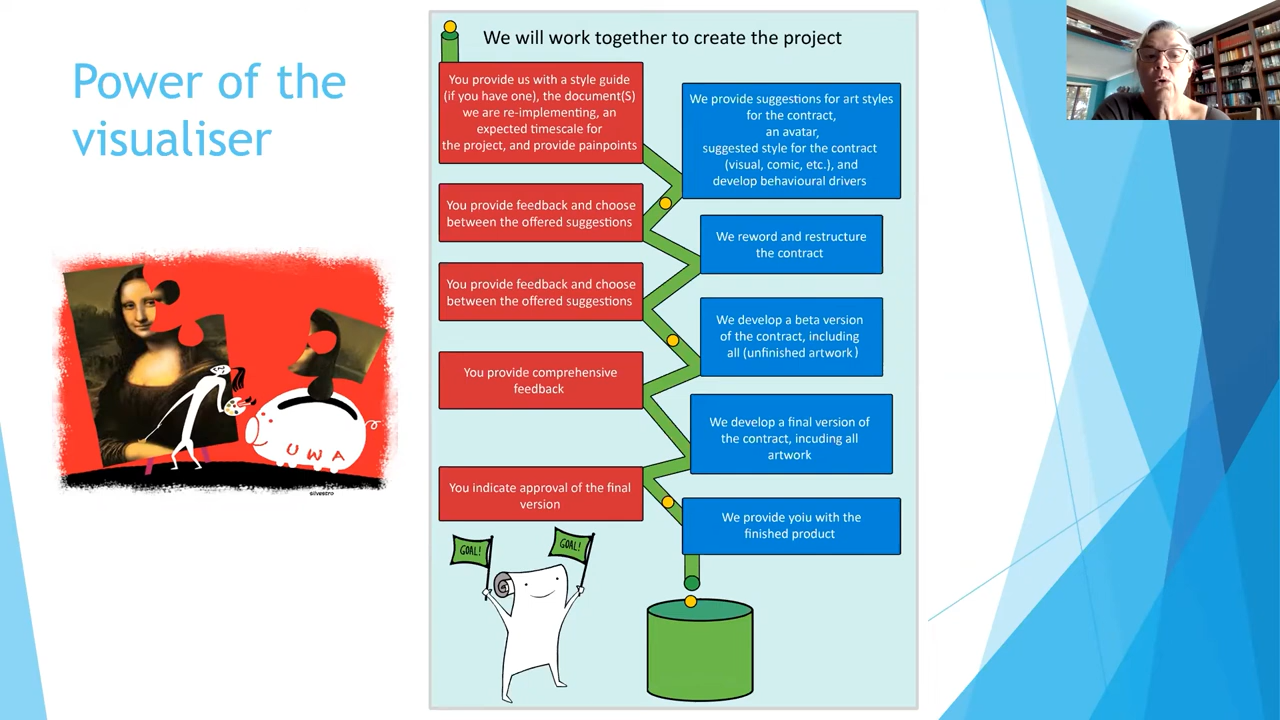 Power of the
visualiser
We will work together to create the project
You provide us with a style guide
(if you have one), the document(S)
we are re-implementing, an
expected timescale for
the project, and provide painpoints
We provide suggestions for art styles
for the contract,
an avatar,
suggested style for the contract
(visual, comic, etc.), and
develop behavioural drivers
You provide feedback and choose
between the offered suggestions
We reword and restructure
the contract
You provide feedback and choose
between the offered suggestions
We develop a beta version
of the contract, including
all (unfinished artwork)
You provide comprehensive
feedback
We develop a final version of
the contract, incuding all
artwork
You indicate approval of the final
version
We provide yoiu with the
finished product
GOAL!
GOAL!
UWA
silvestro